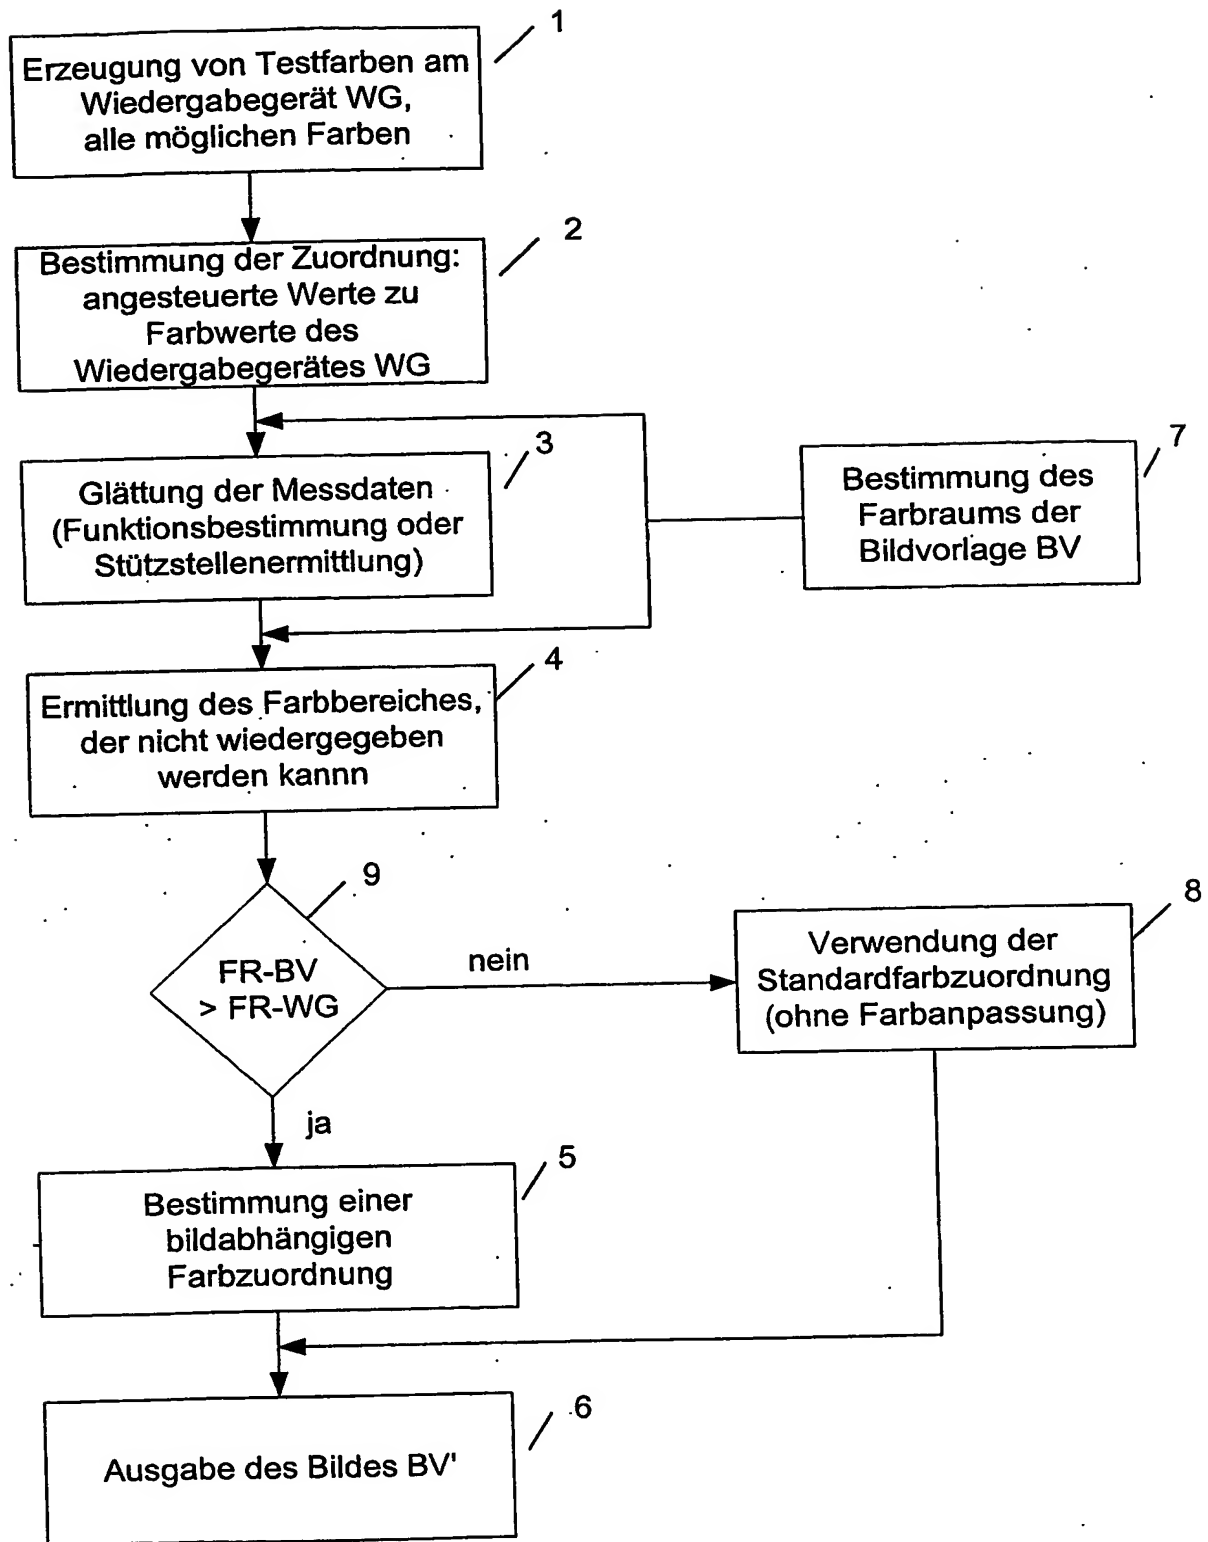 1
Erzeugung von Testfarben am
Wiedergabegerät WG,
alle möglichen Farben
2
Bestimmung der Zuordnung:
angesteuerte Werte zu
Farbwerte des
Wiedergabegerätes WG
3
Glättung der Messdaten
(Funktionsbestimmung oder
Stützstellenermittlung)
7
Bestimmung des
Farbraums der
Bildvorlage BV
4
Ermittlung des Farbbereiches,
der nicht wiedergegeben
werden kannn
9
FR-BV
> FR-WG
nein
8
Verwendung der
Standardfarbzuordnung
(ohne Farbanpassung)
ja
5
Bestimmung einer
bildabhängigen
Farbzuordnung
6
Ausgabe des Bildes BV'